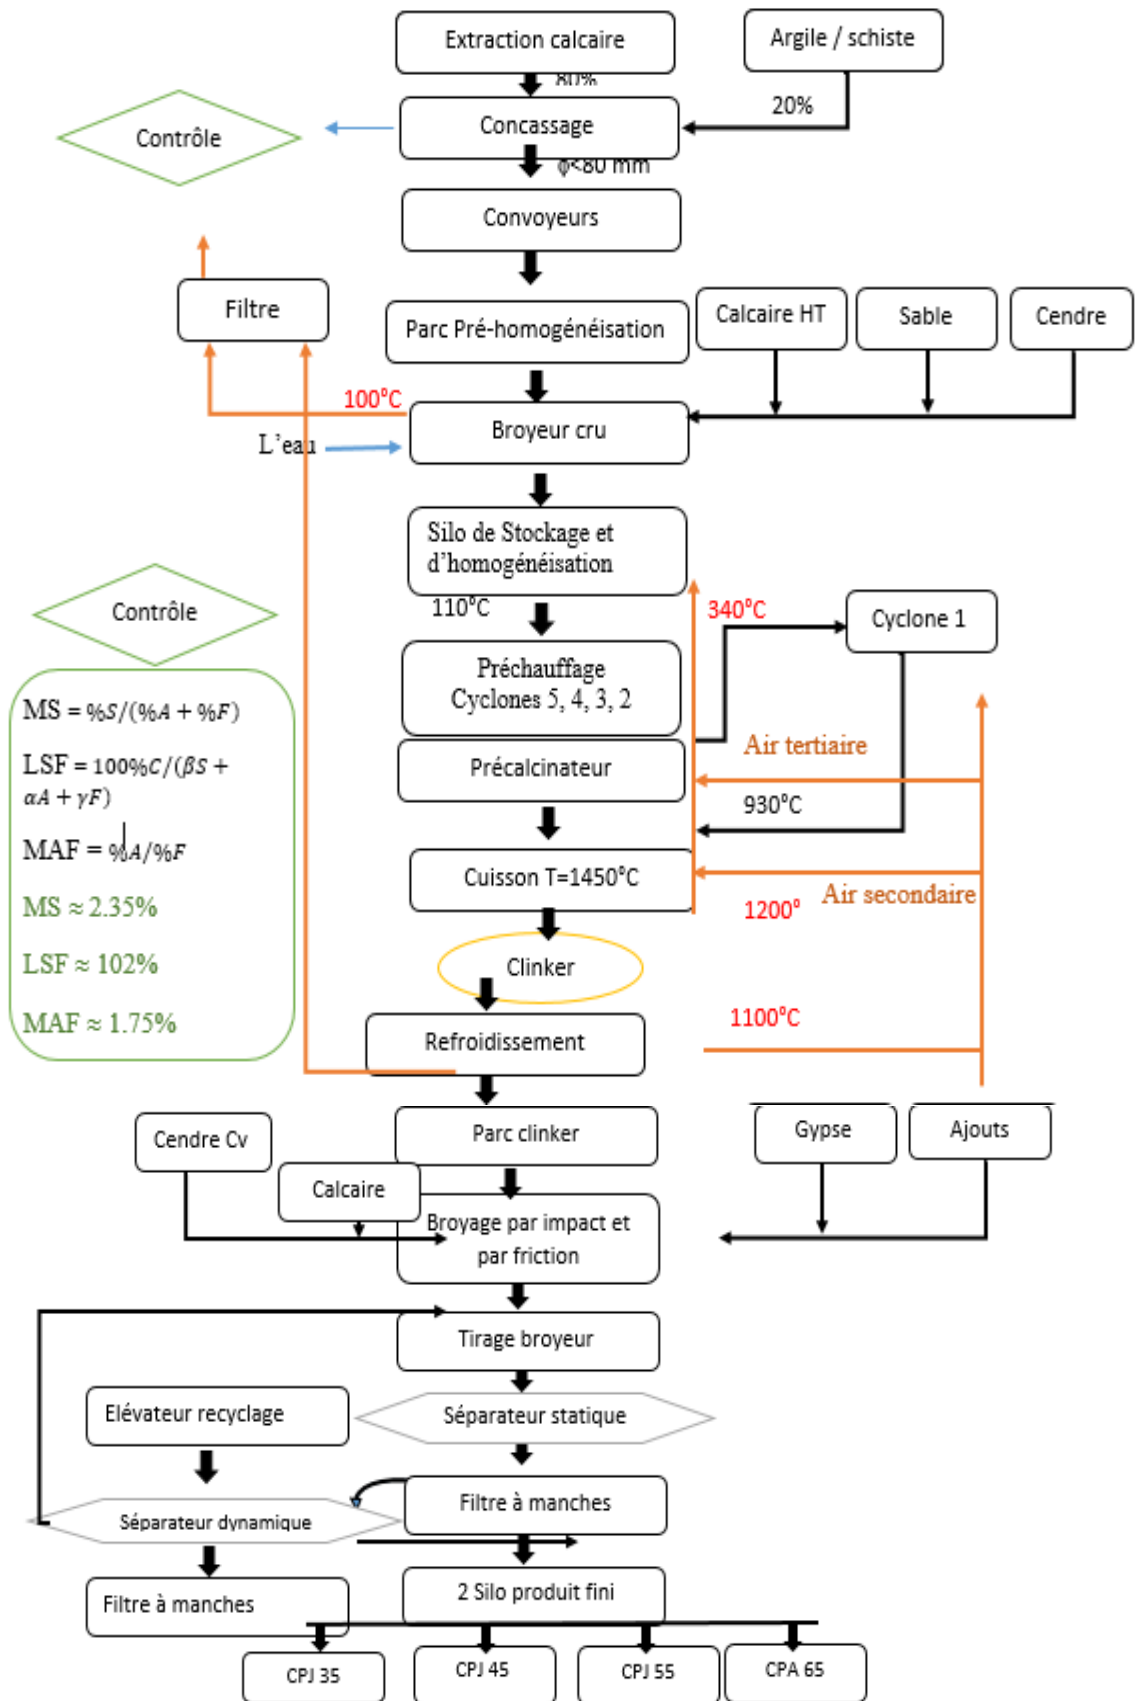 Extraction calcaire
Argile / schiste
80%
20%
Concassage
Contrôle
ϕ<80 mm
Convoyeurs
Filtre
Parc Pré-homogénéisation
Calcaire HT
Sable
Cendre
100°C
Broyeur cru
L'eau
Silo de Stockage et
d'homogénéisation
110°C
340°C
Cyclone 1
Contrôle
Préchauffage
Cyclones 5, 4, 3, 2
MS = %S/(%A + %F)
LSF = 100%C/(βS +
αA + γF)
MAF = %A/%F
MS ≈ 2.35%
LSF ≈ 102%
MAF ≈ 1.75%
Air tertiaire
Précalcinateur
930°C
Cuisson T=1450°C
Air secondaire
1200°
Clinker
1100°C
Refroidissement
Parc clinker
Cendre Cv
Gypse
Ajouts
Calcaire
Broyage par impact et
par friction
Tirage broyeur
Elévateur recyclage
Séparateur statique
Filtre à manches
Séparateur dynamique
Filtre à manches
2 Silo produit fini
CPJ 35
CPJ 45
CPJ 55
CPA 65